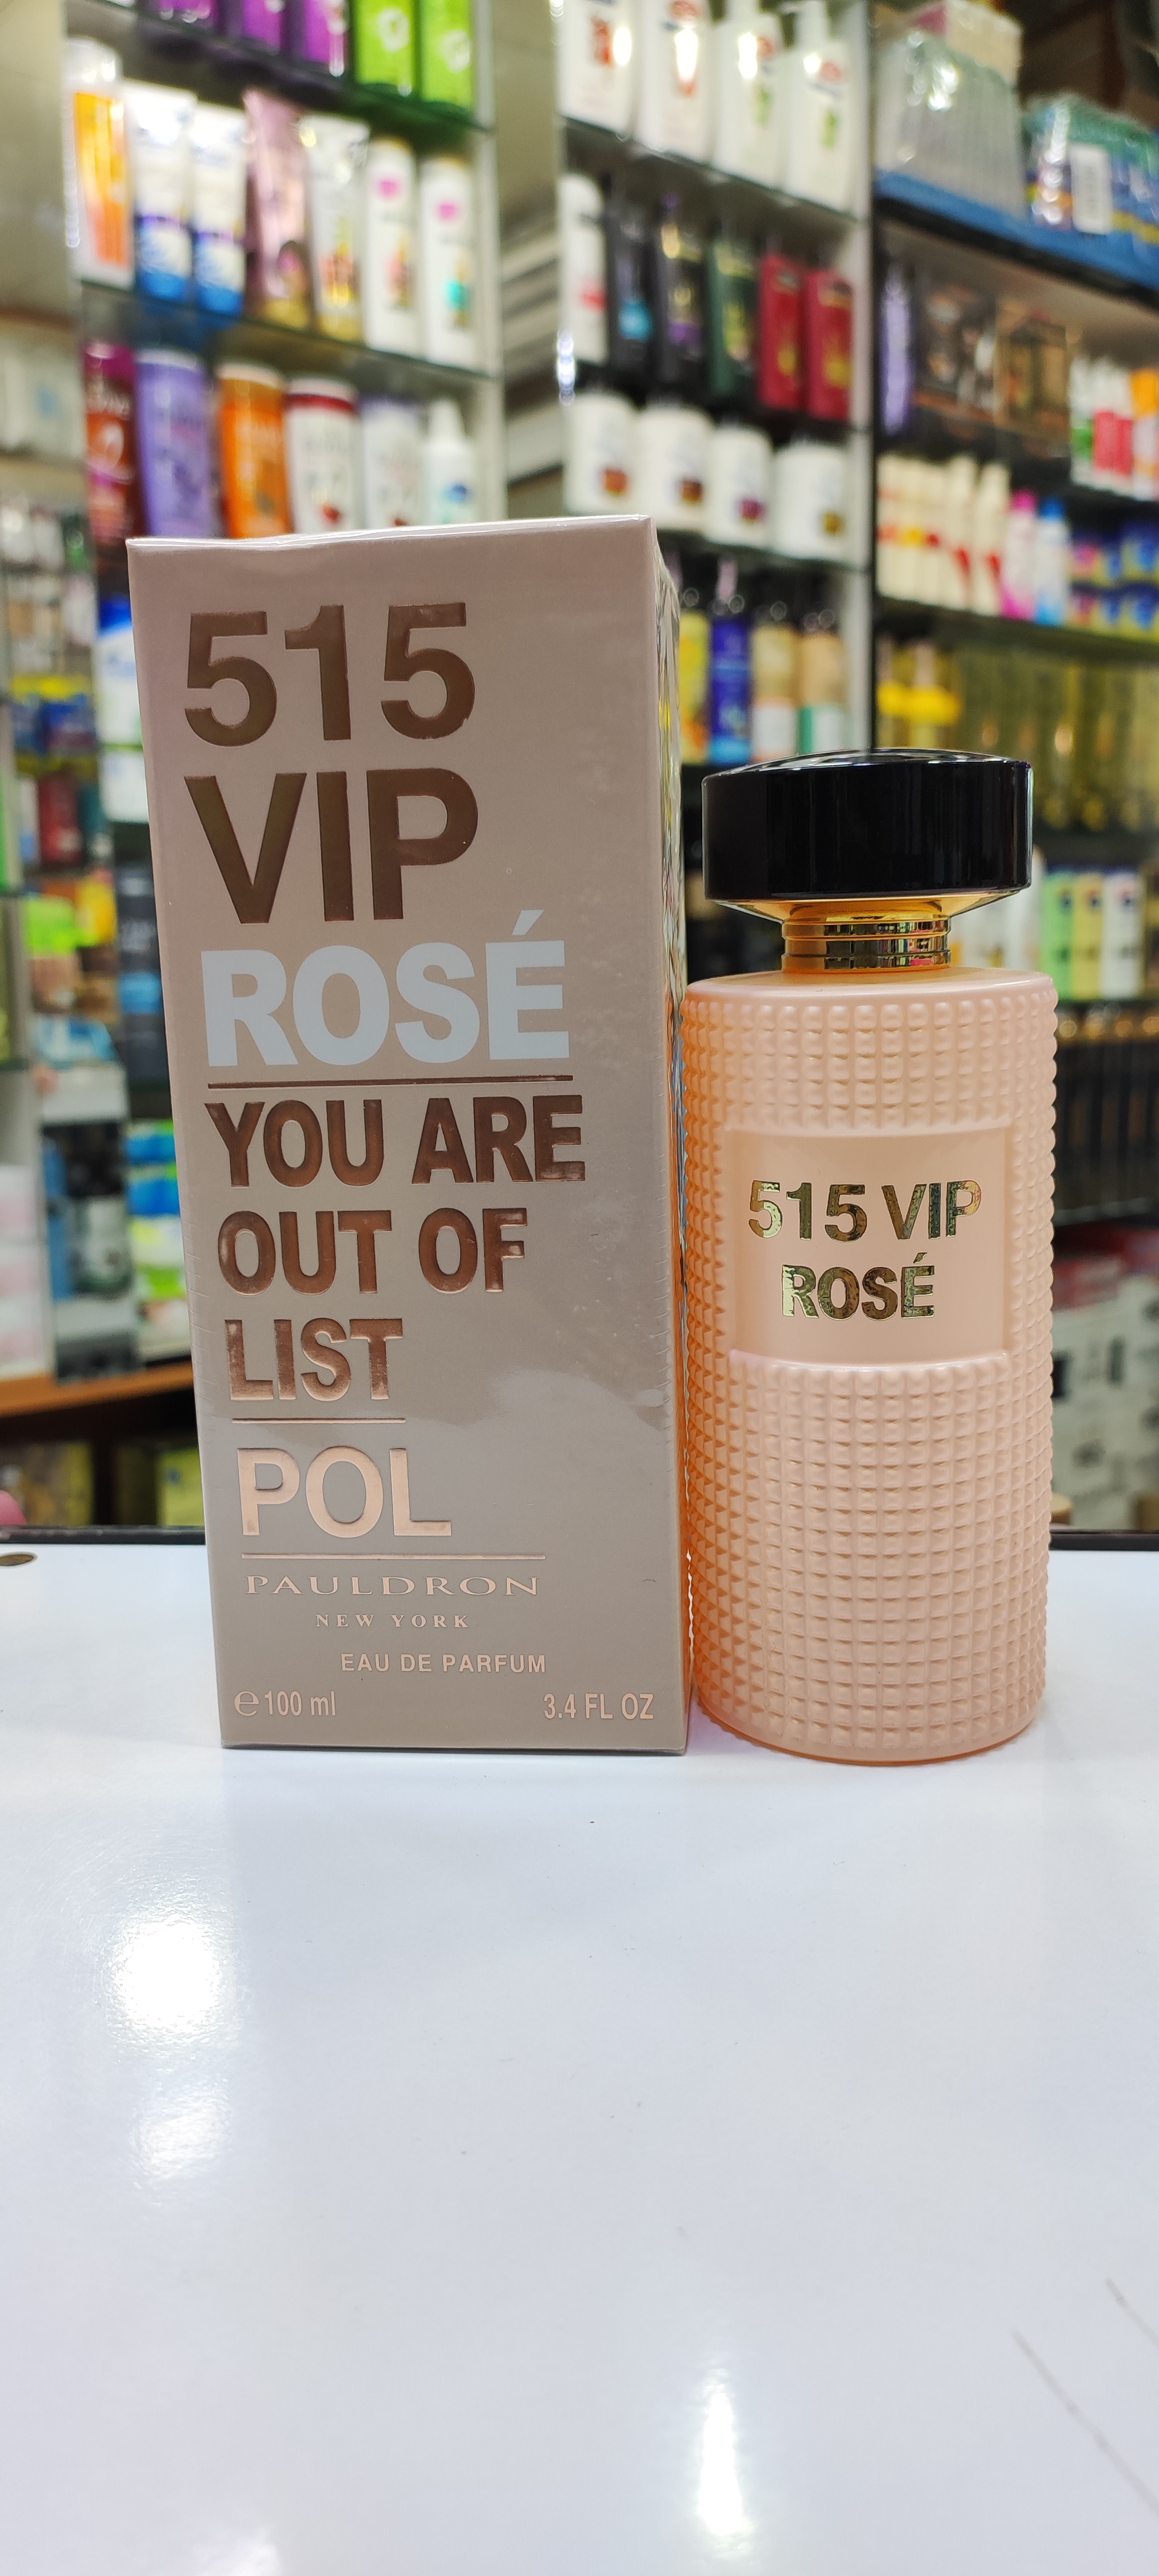 515
VIP
ROSÉ
YOU ARE
OUT OF
LIST
POL
PAULDRON
NEW YORK
EAU DE PARFUM
℮100 ml 3.4 FL OZ
515 VIP
ROSÉ